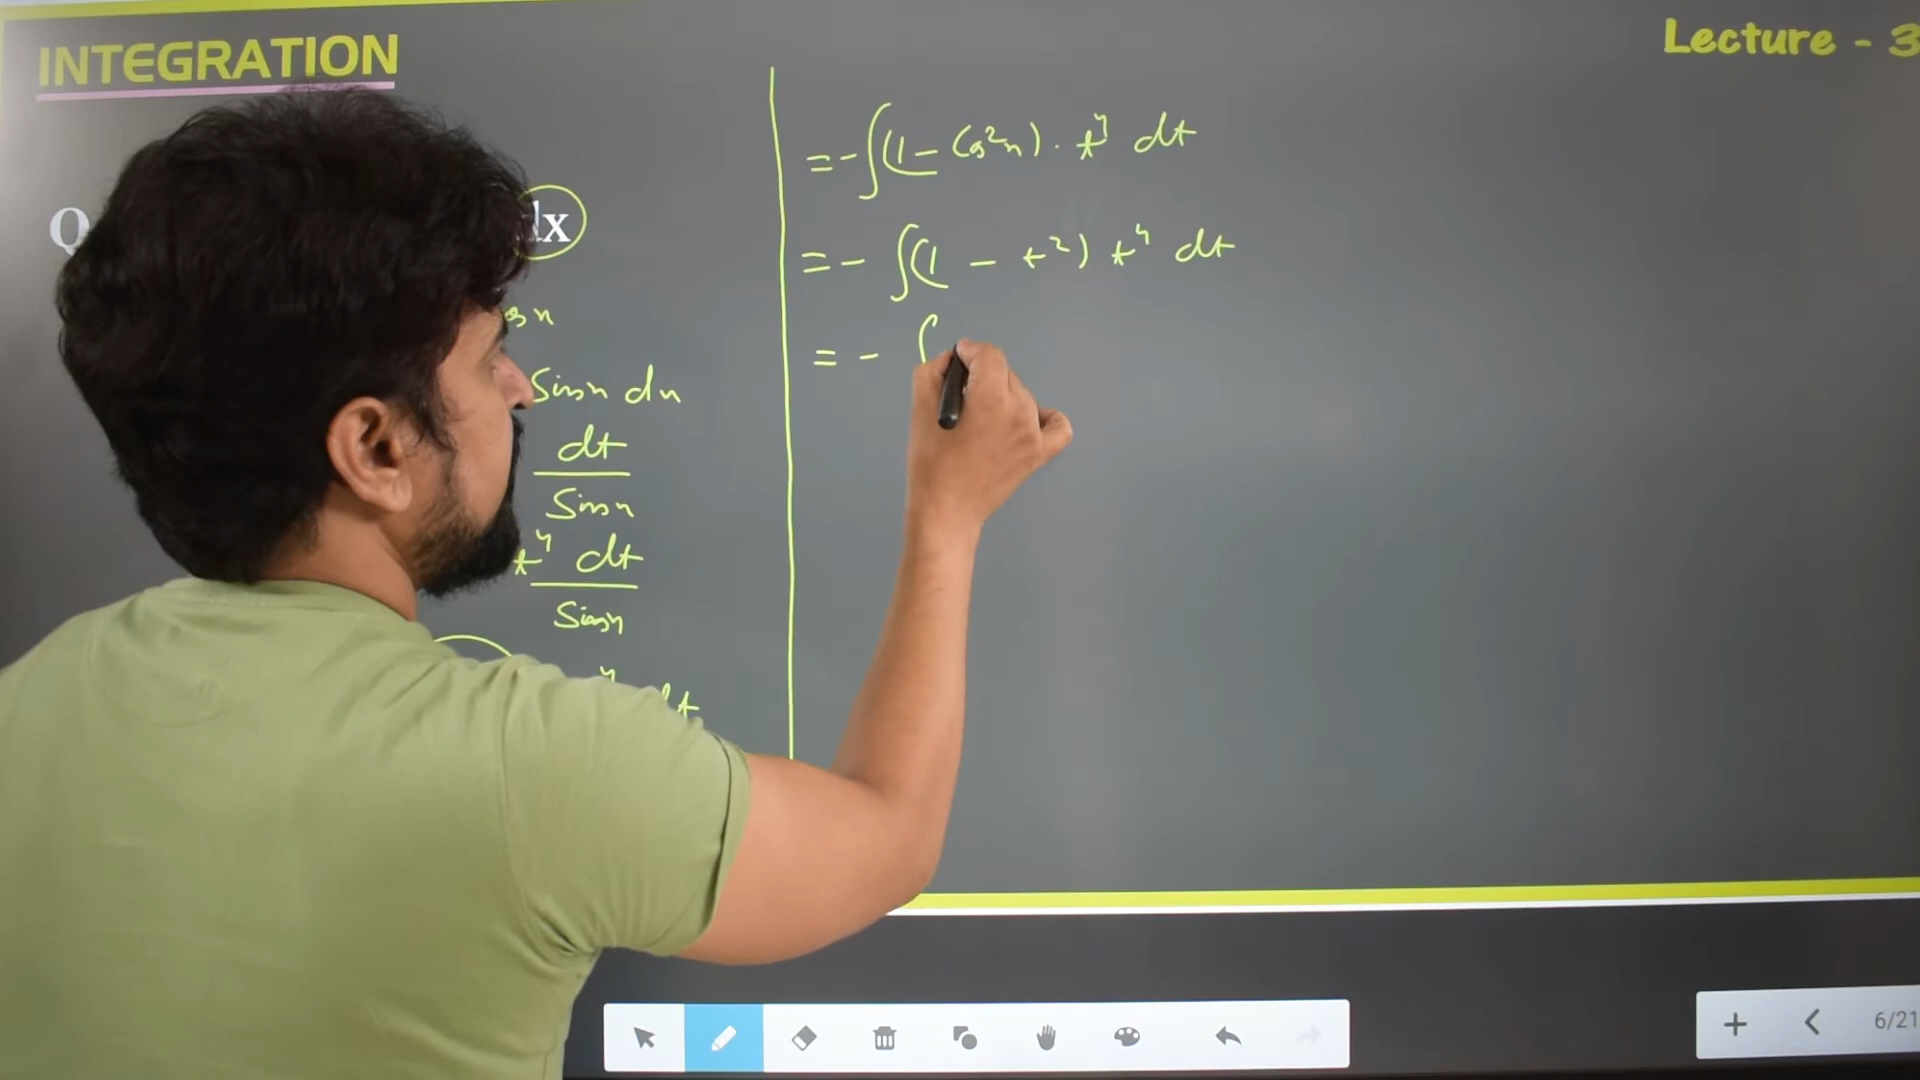 INTEGRATION
Lecture - 3
Q dx
Sinx dx
dt
Sinx
t⁴ dt
Sinx
dt
= - ∫(1 - Cos²x) . t⁴ dt
= - ∫(1 - t²) t⁴ dt
= - ∫
6/21